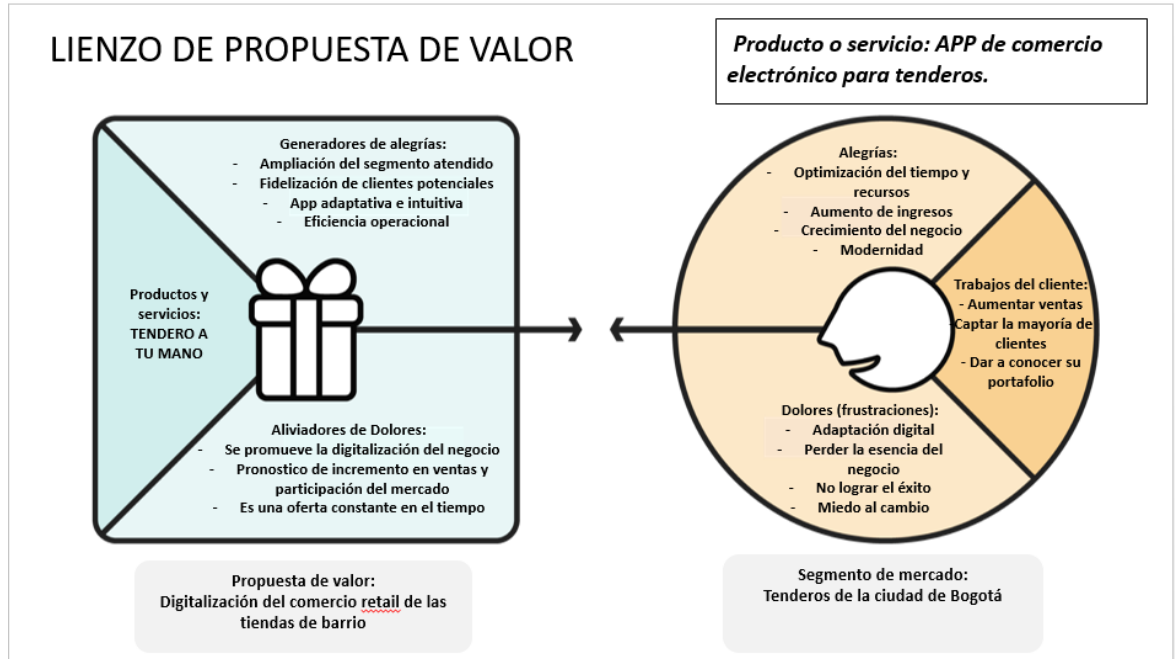 LIENZO DE PROPUESTA DE VALOR
Producto o servicio: APP de comercio
electrónico para tenderos.
Generadores de alegrías:
- Ampliación del segmento atendido
- Fidelización de clientes potenciales
- App adaptativa e intuitiva
- Eficiencia operacional
Productos y
servicios:
TENDERO A
TU MANO
Aliviadores de Dolores:
- Se promueve la digitalización del negocio
- Pronostico de incremento en ventas y
participación del mercado
- Es una oferta constante en el tiempo
Propuesta de valor:
Digitalización del comercio retail de las
tiendas de barrio
Alegrías:
- Optimización del tiempo y
recursos
- Aumento de ingresos
- Crecimiento del negocio
- Modernidad
Trabajos del cliente:
- Aumentar ventas
-Captar la mayoría de
clientes
- Dar a conocer su
portafolio
Dolores (frustraciones):
- Adaptación digital
- Perder la esencia del
negocio
- No lograr el éxito
- Miedo al cambio
Segmento de mercado:
Tenderos de la ciudad de Bogotá